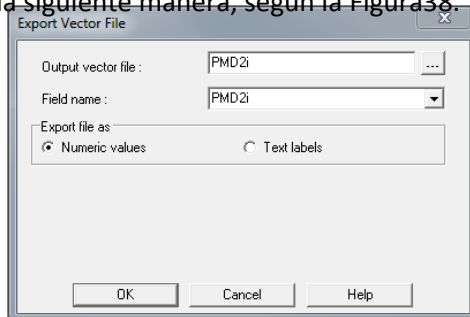 la siguiente manera, según la Figura38.
Export Vector File
Output vector file :
PMD2i
...
Field name :
PMD2i
Export file as
Numeric values
Text labels
OK
Cancel
Help